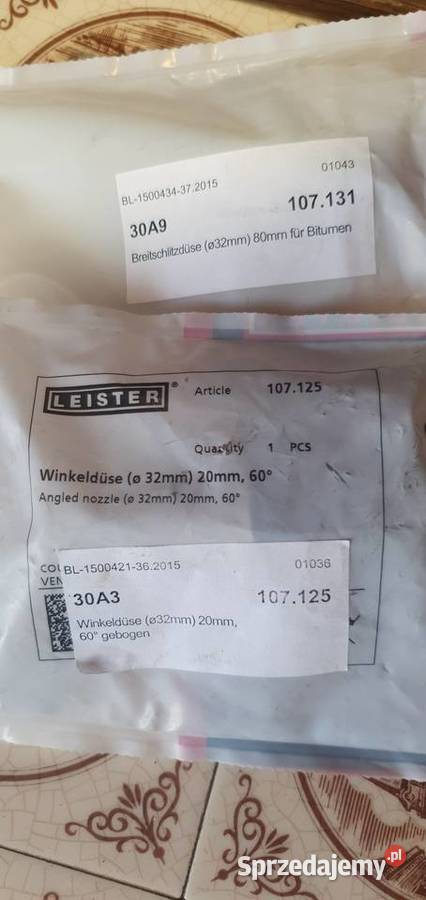 BL-1500434-37.2015 01043
30A9 107.131
Breitschlitzdüse (ø32mm) 80mm für Bitumen
LEISTER® Article 107.125
Quantity 1 PCS
Winkeldüse (ø 32mm) 20mm, 60°
Angled nozzle (ø 32mm) 20mm, 60°
BL-1500421-36.2015 01036
30A3 107.125
Winkeldüse (ø32mm) 20mm,
60° gebogen
Sprzedajemy.pl